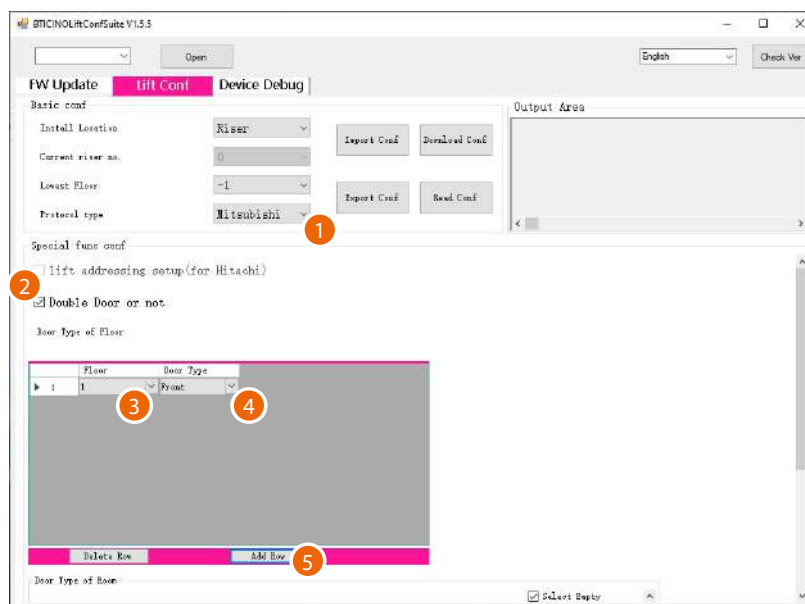 BTICINOLiftConfSuite V1.5.5
Open
English
Check Ver
FW Update
Lift Conf
Device Debug
Basic conf
Output Area
Install Location
Riser
Import Conf
Download Conf
Current riser no.
0
Lowest Floor
-1
Export Conf
Read Conf
Protocol type
Mitsubishi
1
Special func conf
lift addressing setup(for Hitachi)
2
Double Door or not
Door Type of Floor
Floor
Door Type
1
1
Front
3
4
Delete Row
Add Row
5
Door Type of Room
Select Empty